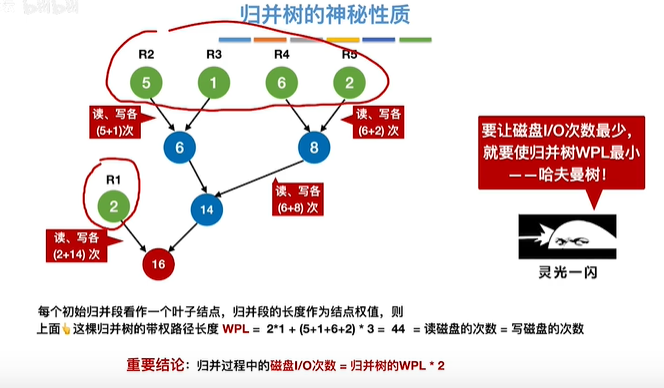 归并树的神秘性质
R2
R3
R4
R5
5
1
6
2
读、写各
(5+1)次
读、写各
(6+2) 次
6
8
要让磁盘I/O次数最少，
就要使归并树WPL最小
——哈夫曼树！
R1
2
读、写各
(6+8) 次
14
读、写各
(2+14) 次
16
灵光一闪
每个初始归并段看作一个叶子结点，归并段的长度作为结点权值，则
上面👆这棵归并树的带权路径长度 WPL = 2*1 + (5+1+6+2) * 3 = 44 = 读磁盘的次数 = 写磁盘的次数
重要结论：归并过程中的磁盘I/O次数 = 归并树的WPL * 2